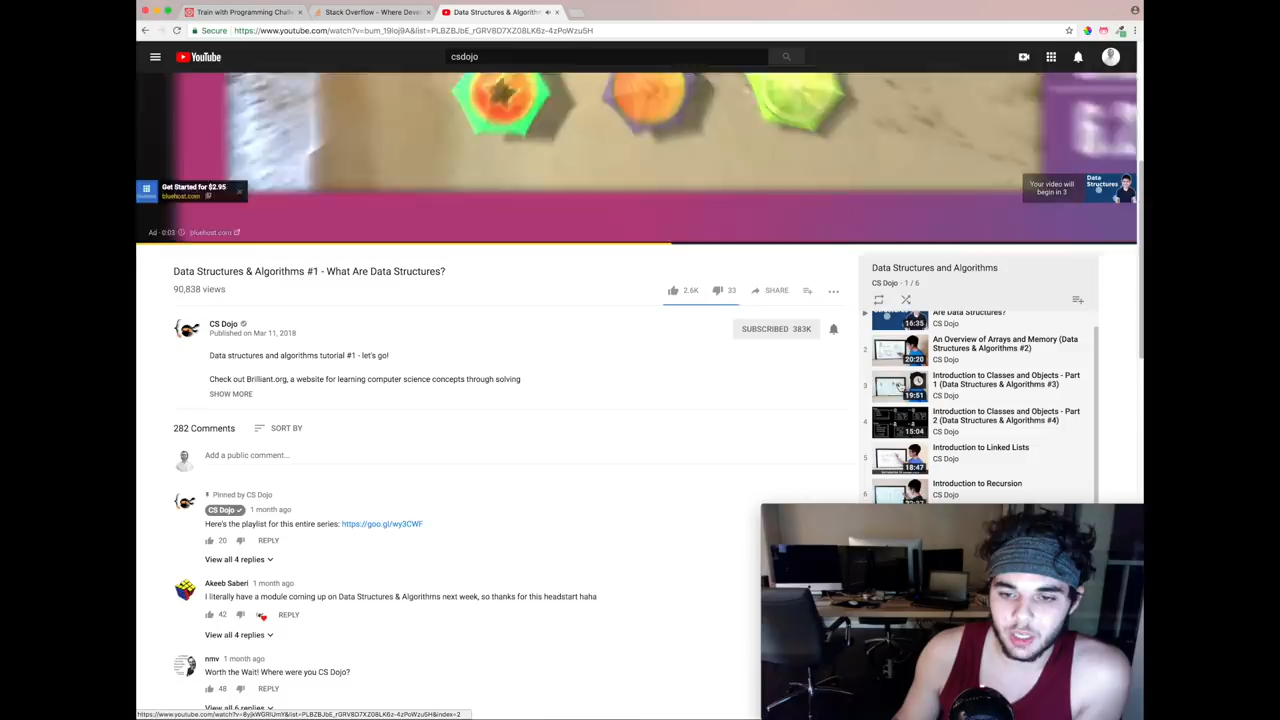 Train with Programming Challe
Stack Overflow - Where Devel
Data Structures & Algorithm
Secure
https://www.youtube.com/watch?v=bum_19loj9A&list=PLBZBJbE_rGRV8D7XZ08LK6z-4zPoWzu5H
YouTube
csdojo
Get Started for $2.95
bluehost.com
Your video will
begin in 3
Data
Structures
Ad · 0:03
bluehost.com
Data Structures & Algorithms #1 - What Are Data Structures?
90,838 views
2.6K
33
SHARE
CS Dojo
Published on Mar 11, 2018
SUBSCRIBED 383K
Data structures and algorithms tutorial #1 - let's go!
Check out Brilliant.org, a website for learning computer science concepts through solving
SHOW MORE
282 Comments
SORT BY
Add a public comment...
Pinned by CS Dojo
CS Dojo
1 month ago
Here's the playlist for this entire series: https://goo.gl/wy3CWF
20
REPLY
View all 4 replies
Akeeb Saberi 1 month ago
I literally have a module coming up on Data Structures & Algorithms next week, so thanks for this headstart haha
42
REPLY
View all 4 replies
nmv 1 month ago
Worth the Wait! Where were you CS Dojo?
48
REPLY
View all 6 replies
Data Structures and Algorithms
CS Dojo · 1 / 6
Are Data Structures?
CS Dojo
16:35
2
An Overview of Arrays and Memory (Data
Structures & Algorithms #2)
CS Dojo
20:20
3
Introduction to Classes and Objects - Part
1 (Data Structures & Algorithms #3)
CS Dojo
19:51
4
Introduction to Classes and Objects - Part
2 (Data Structures & Algorithms #4)
CS Dojo
15:04
5
Introduction to Linked Lists
CS Dojo
18:47
6
Introduction to Recursion
CS Dojo